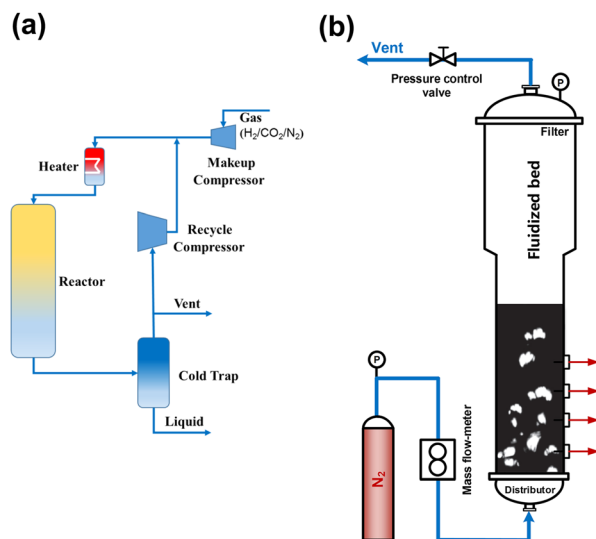 (a)
Gas
(H₂/CO₂/N₂)
Heater
Makeup
Compressor
Recycle
Compressor
Reactor
Vent
Cold Trap
Liquid
(b)
Vent
P
Pressure control
valve
Filter
Fluidized bed
P
Mass flow-meter
N₂
Distributor